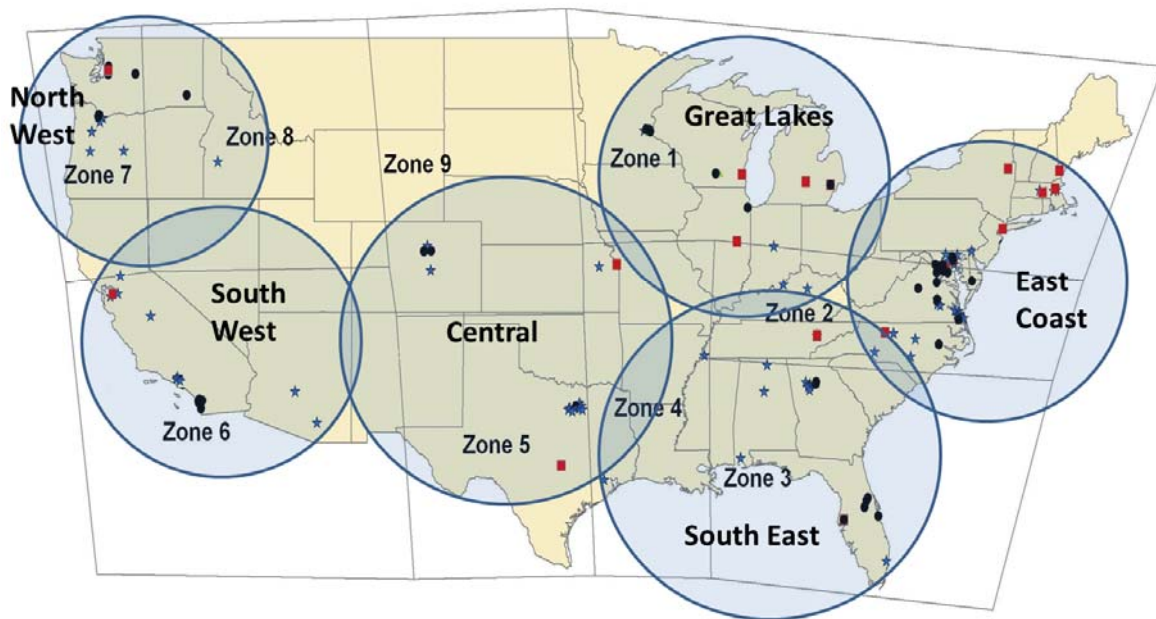 North
West
Zone 8
Zone 7
Zone 9
Great Lakes
Zone 1
South
West
Central
Zone 2
East
Coast
Zone 6
Zone 5
Zone 4
Zone 3
South East